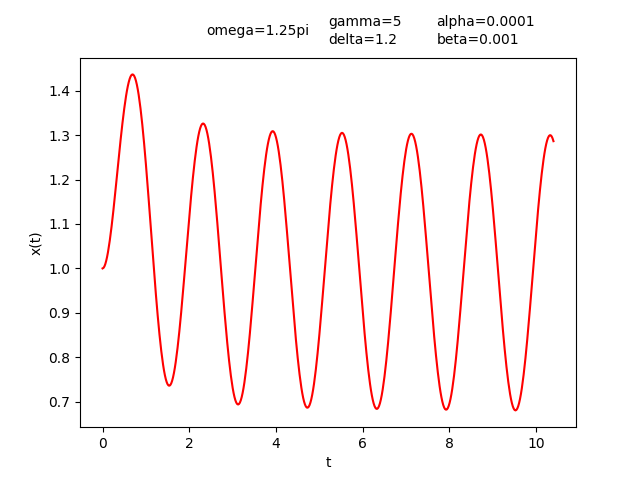 omega=1.25pi
gamma=5
delta=1.2
alpha=0.0001
beta=0.001
x(t)
1.4
1.3
1.2
1.1
1.0
0.9
0.8
0.7
0 2 4 6 8 10
t